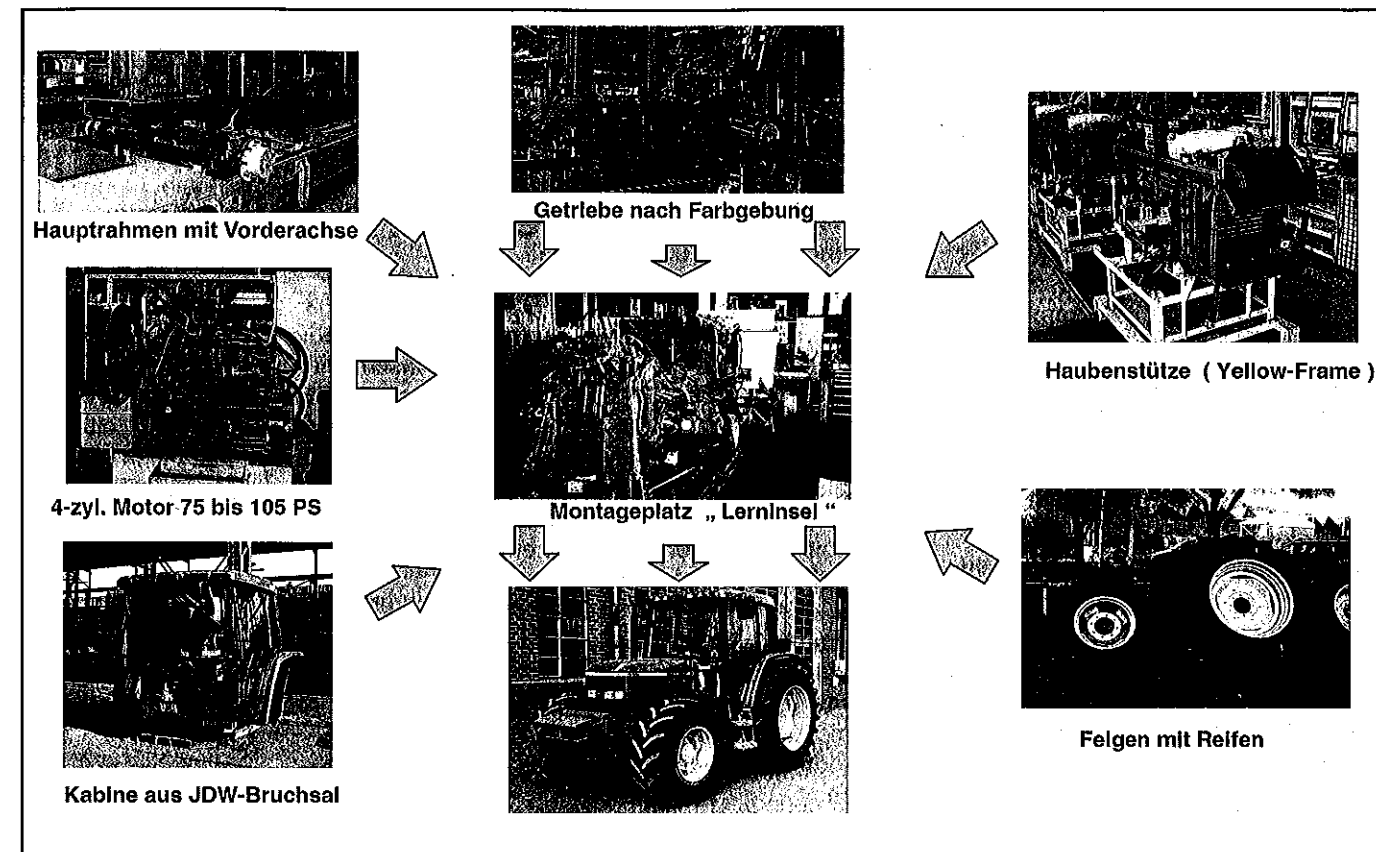 Hauptrahmen mit Vorderachse
Getriebe nach Farbgebung
Haubenstütze ( Yellow-Frame )
4-zyl. Motor 75 bis 105 PS
Montageplatz „ Lerninsel “
Kabine aus JDW-Bruchsal
Felgen mit Reifen